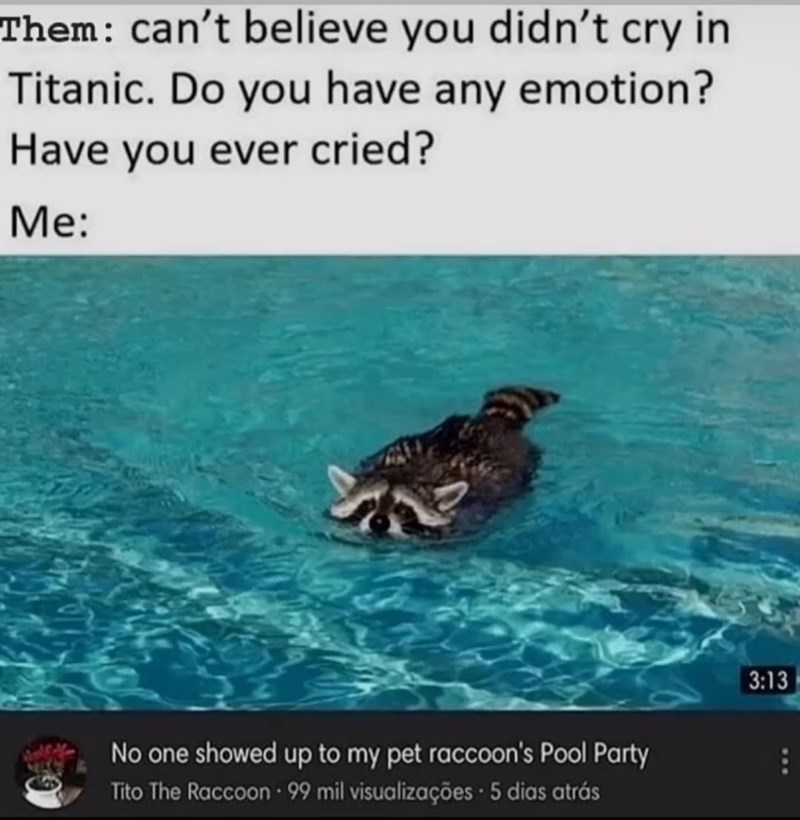 Them: can't believe you didn't cry in
Titanic. Do you have any emotion?
Have you ever cried?
Me:
3:13
No one showed up to my pet raccoon's Pool Party
Tito The Raccoon · 99 mil visualizações · 5 dias atrás